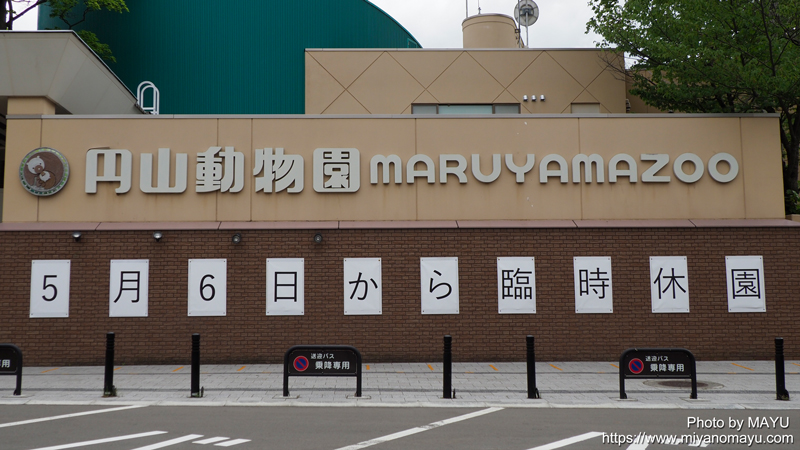 円山動物園 MARUYAMAZOO
5月6日から臨時休園
専用
送迎バス
乗降専用
送迎バス
乗降専用
Photo by MAYU
https://www.miyanomayu.com/